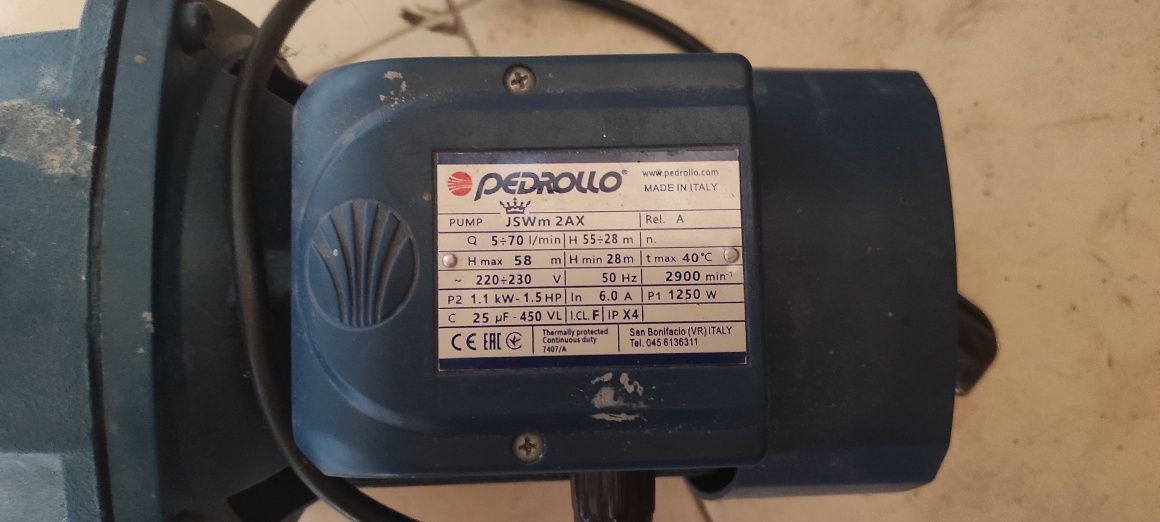 PEDROLLO®
www.pedrollo.com
MADE IN ITALY
PUMP JSWm 2AX Rel. A
Q 5÷70 l/min H 55÷28 m n.
H max 58 m H min 28m t max 40°C
~ 220÷230 V 50 Hz 2900 min⁻¹
P2 1.1 kW- 1.5 HP In 6.0 A P1 1250 W
C 25 µF - 450 VL I.CL. F IP X4
CE EAC
Thermally protected
Continuous duty
7407/A
San Bonifacio (VR) ITALY
Tel. 045 6136311